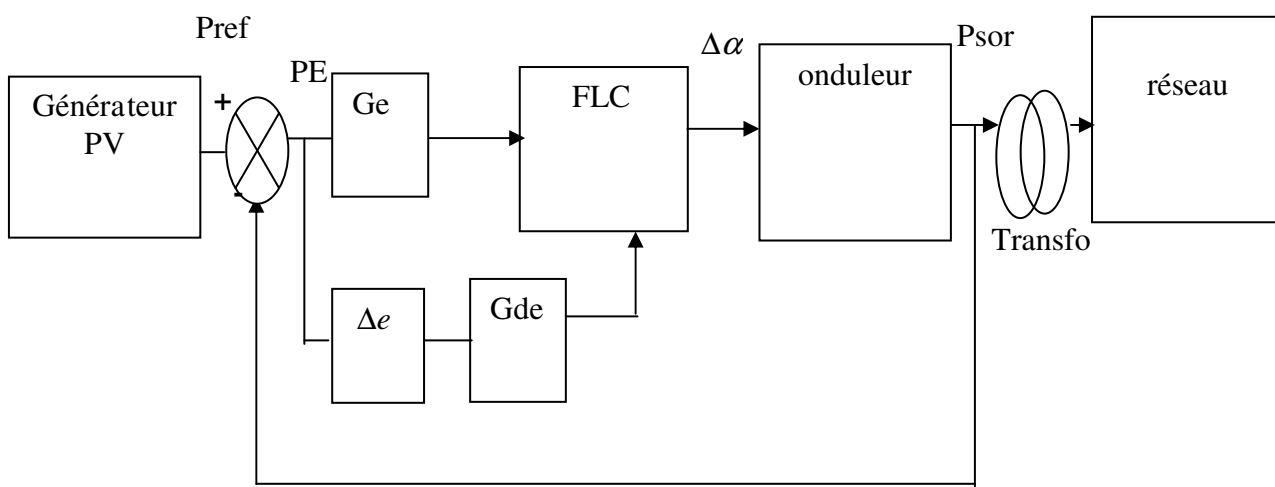 Pref
Psor
Δα
PE
Générateur
PV
+
-
Ge
FLC
onduleur
réseau
Transfo
Δe
Gde